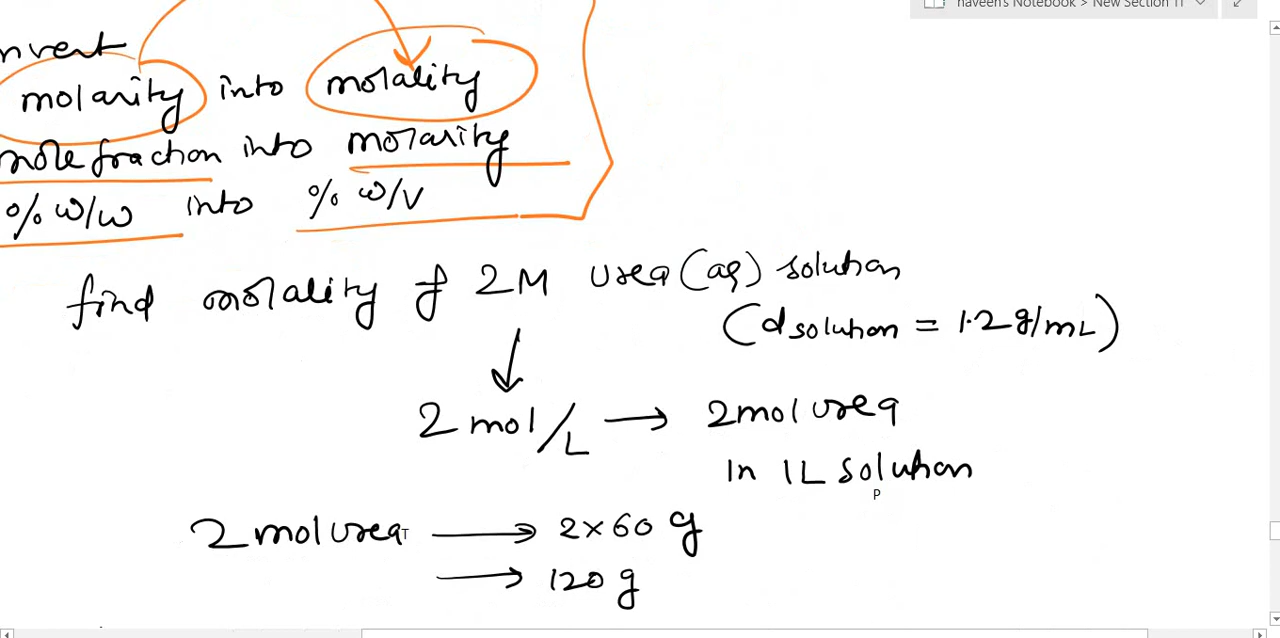 naveen's Notebook > New Section 11
nvert
molarity into molality
mole fraction into molarity
% w/w into % w/v
find molality of 2M urea (aq) solution
(d solution = 1.2 g/mL)
2 mol/L → 2 mol urea
in 1L solution
2 mol urea → 2×60 g
→ 120 g